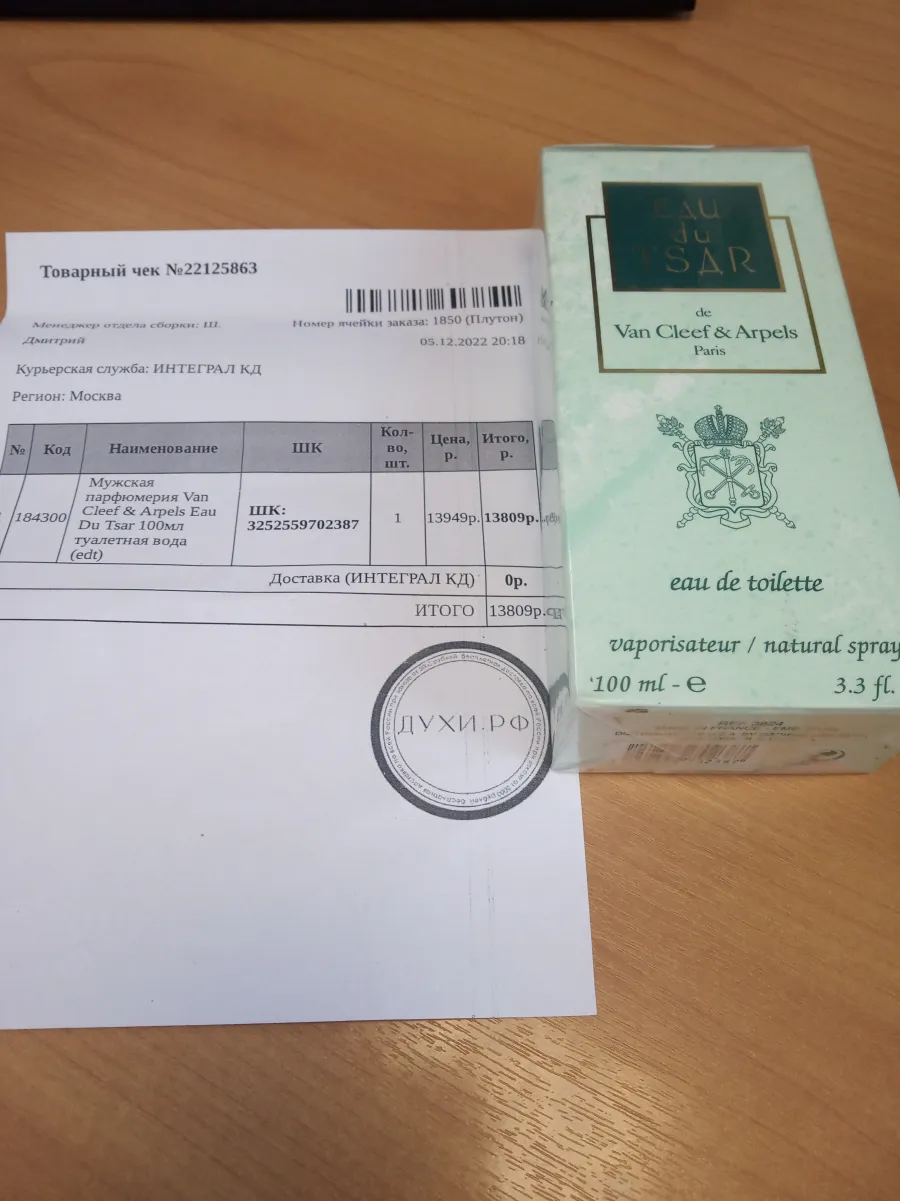 Товарный чек №22125863
Менеджер отдела сборки: Ш.
Дмитрий
Номер ячейки заказа: 1850 (Плутон)
05.12.2022 20:18
Курьерская служба: ИНТЕГРАЛ КД
Регион: Москва
№ Код Наименование ШК Кол-во, шт. Цена, р. Итого, р.
184300 Мужская парфюмерия Van Cleef & Arpels Eau Du Tsar 100мл туалетная вода (edt) ШК: 3252559702387 1 13949р. 13809р.
Доставка (ИНТЕГРАЛ КД) 0р.
ИТОГО 13809р.
ДУХИ.РФ
EAU
du
TSAR
de
Van Cleef & Arpels
Paris
eau de toilette
vaporisateur / natural spray
100 ml - e 3.3 fl.